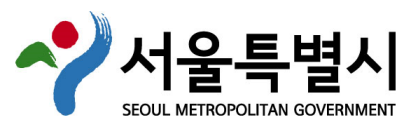 서울특별시
SEOUL METROPOLITAN GOVERNMENT